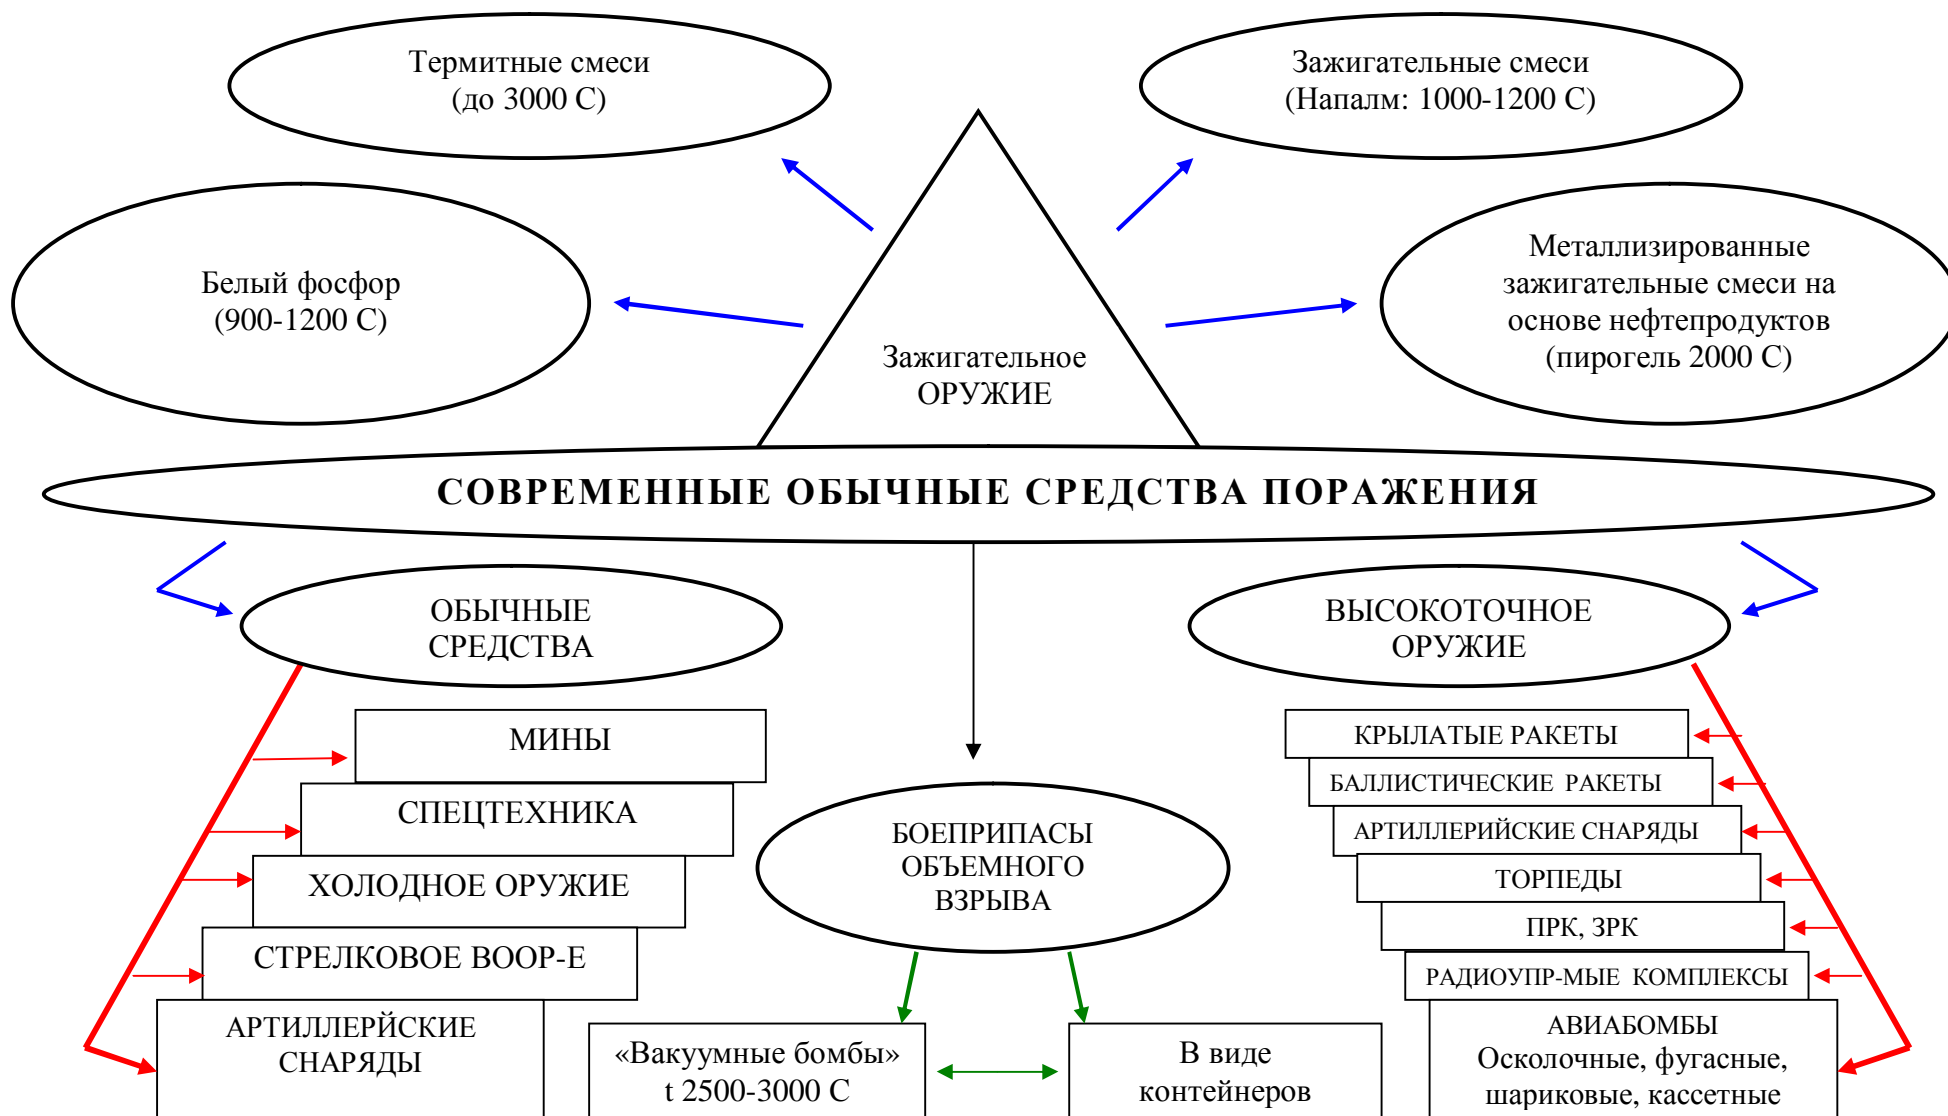 Термитные смеси
(до 3000 С)
Зажигательные смеси
(Напалм: 1000-1200 С)
Белый фосфор
(900-1200 С)
Металлизированные
зажигательные смеси на
основе нефтепродуктов
(пирогель 2000 С)
Зажигательное
ОРУЖИЕ
СОВРЕМЕННЫЕ ОБЫЧНЫЕ СРЕДСТВА ПОРАЖЕНИЯ
ОБЫЧНЫЕ
СРЕДСТВА
ВЫСОКОТОЧНОЕ
ОРУЖИЕ
МИНЫ
СПЕЦТЕХНИКА
ХОЛОДНОЕ ОРУЖИЕ
СТРЕЛКОВОЕ ВООР-Е
АРТИЛЛЕРЙСКИЕ
СНАРЯДЫ
БОЕПРИПАСЫ
ОБЪЕМНОГО
ВЗРЫВА
«Вакуумные бомбы»
t 2500-3000 С
В виде
контейнеров
КРЫЛАТЫЕ РАКЕТЫ
БАЛЛИСТИЧЕСКИЕ РАКЕТЫ
АРТИЛЛЕРИЙСКИЕ СНАРЯДЫ
ТОРПЕДЫ
ПРК, ЗРК
РАДИОУПР-МЫЕ КОМПЛЕКСЫ
АВИАБОМБЫ
Осколочные, фугасные,
шариковые, кассетные